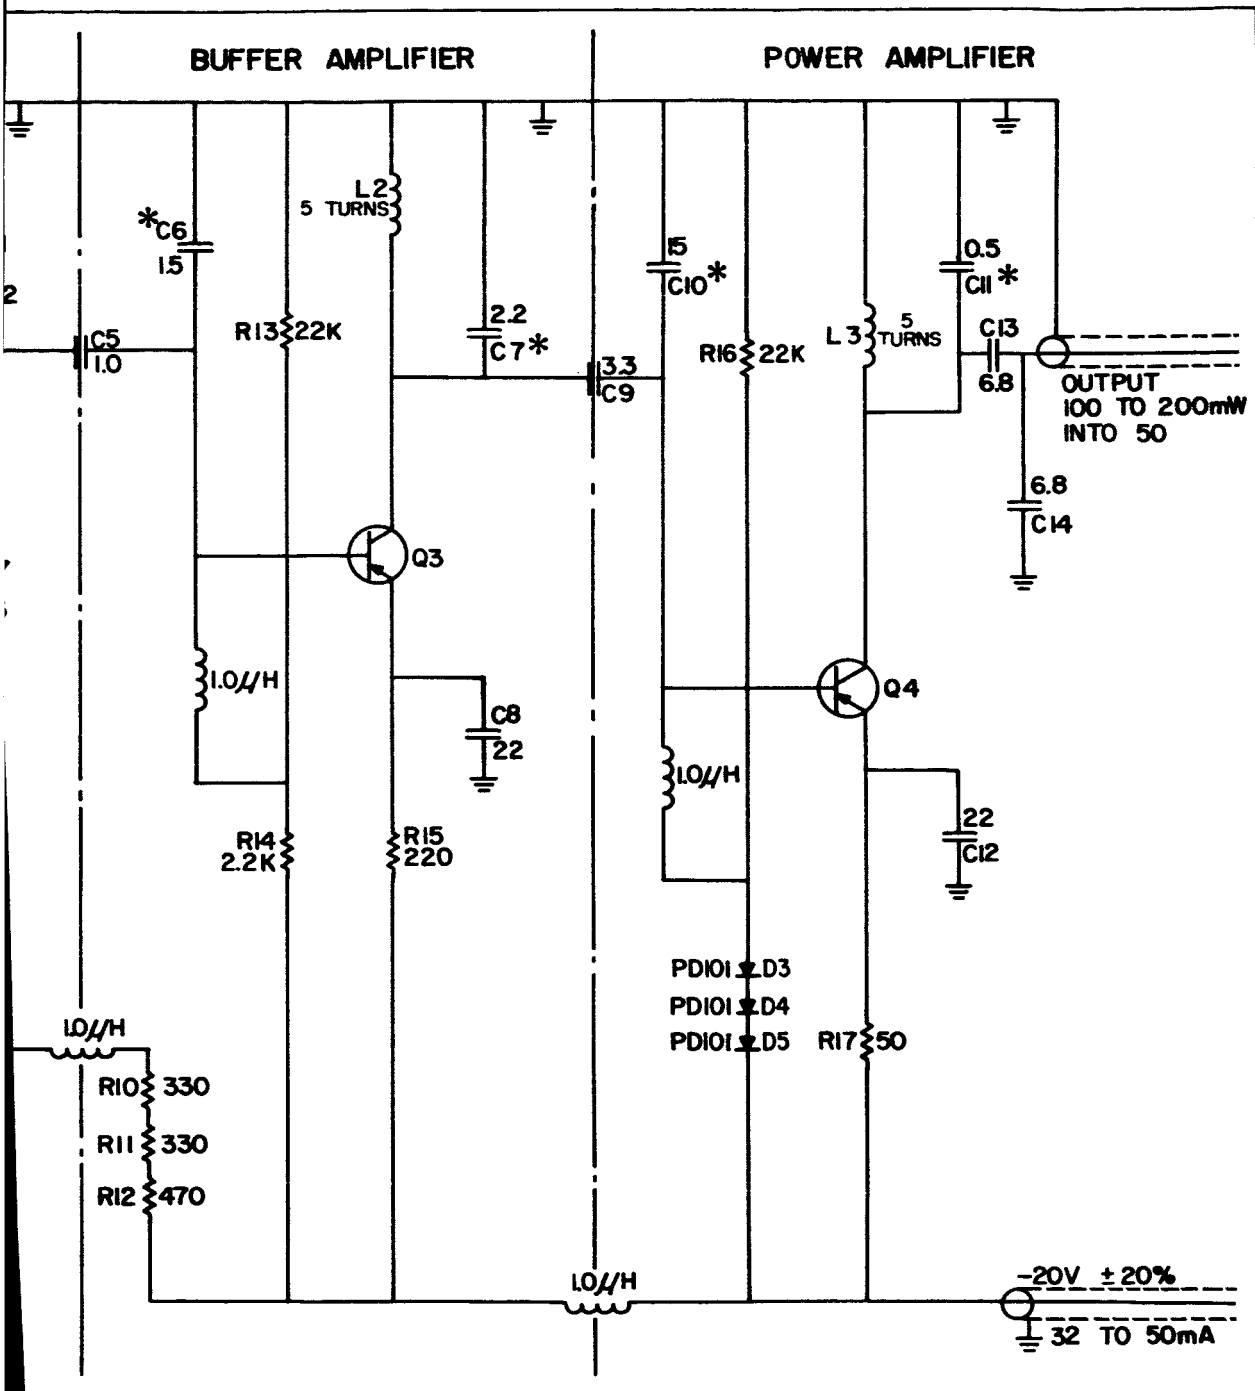 BUFFER AMPLIFIER
POWER AMPLIFIER
L2
5 TURNS
*C6
1.5
15
C10*
0.5
C11*
2
R13 22K
2.2
C7*
C5
1.0
3.3
C9
R16 22K
L3
5
TURNS
C13
6.8
OUTPUT
100 TO 200mW
INTO 50
6.8
C14
Q3
1.0μH
Q4
C8
22
1.0μH
R14
2.2K
R15
220
22
C12
PD101 D3
PD101 D4
PD101 D5
R17 50
1.0μH
R10 330
R11 330
R12 470
1.0μH
-20V ±20%
32 TO 50mA